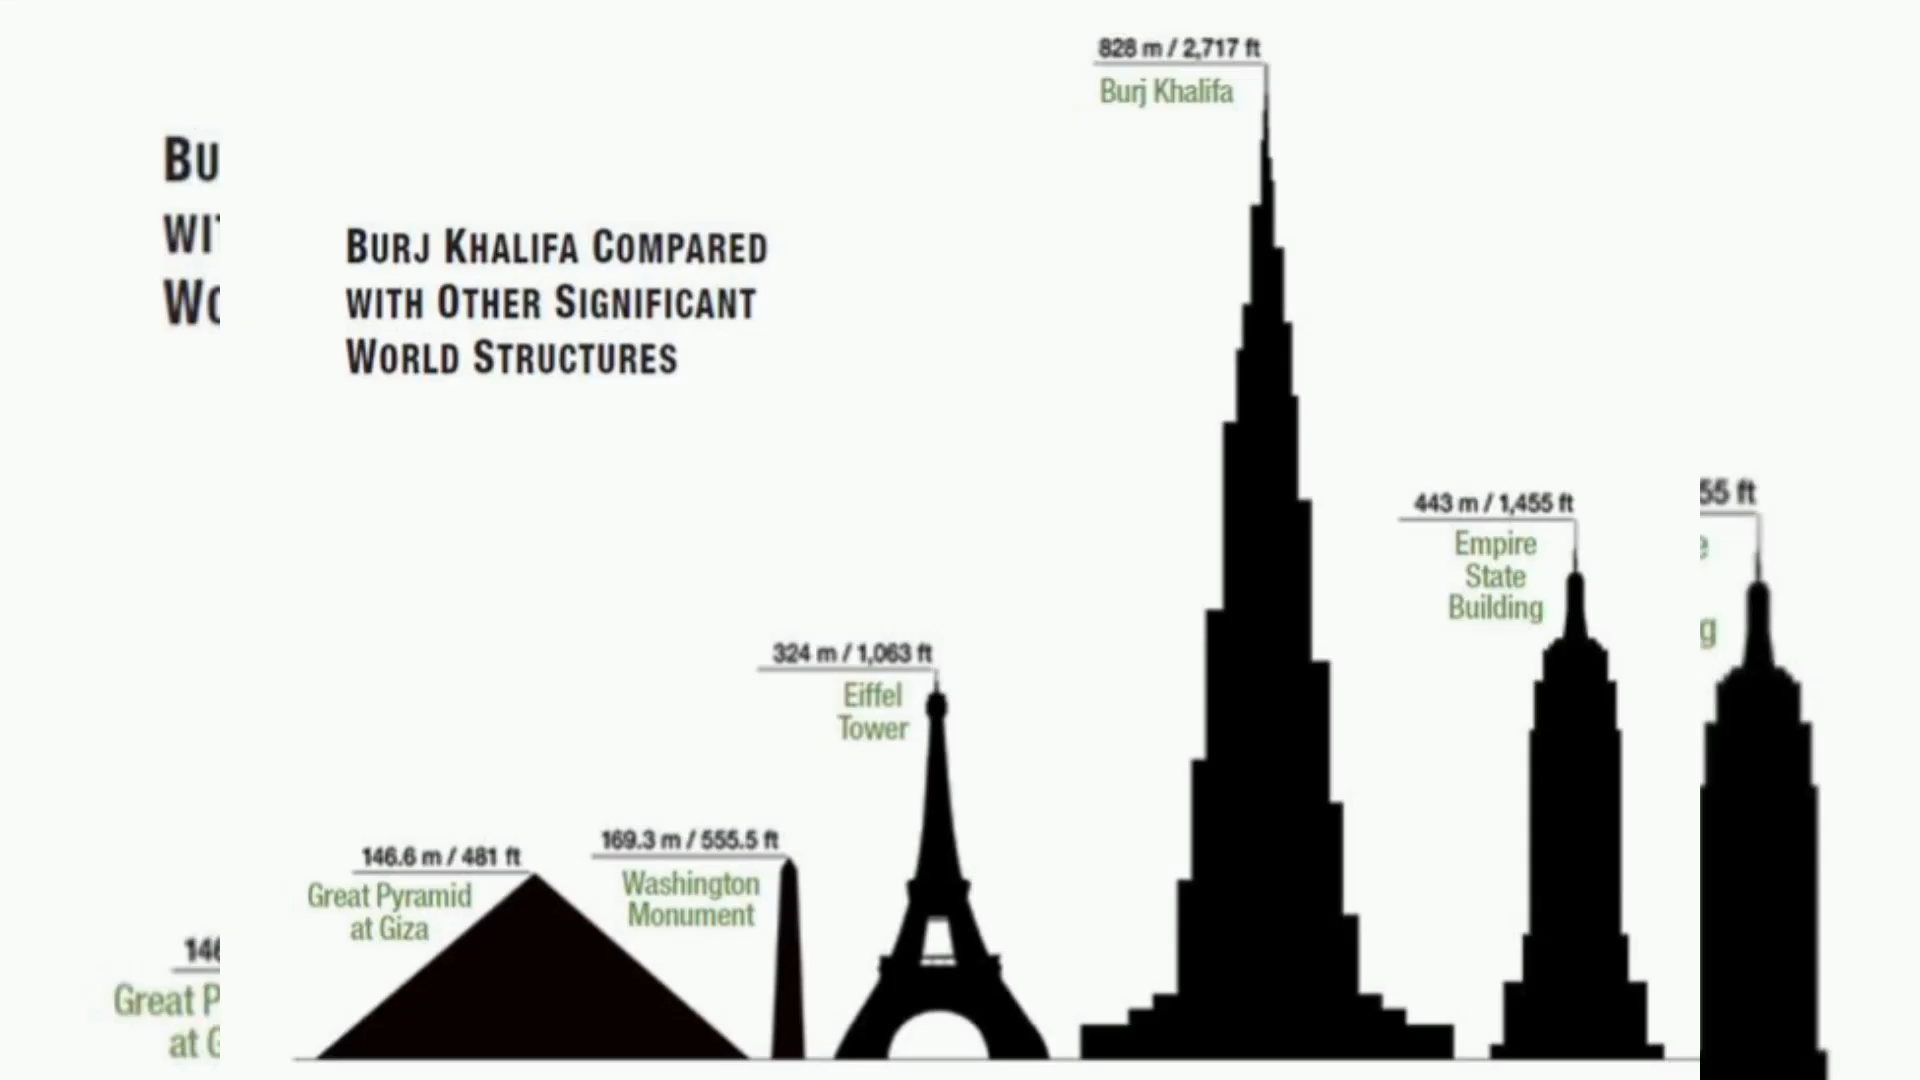 BURJ KHALIFA COMPARED
WITH OTHER SIGNIFICANT
WORLD STRUCTURES
828 m / 2,717 ft
Burj Khalifa
443 m / 1,455 ft
Empire
State
Building
324 m / 1,063 ft
Eiffel
Tower
169.3 m / 555.5 ft
Washington
Monument
146.6 m / 481 ft
Great Pyramid
at Giza
BU
WI
WO
146
Great P
at G
55 ft
e
g